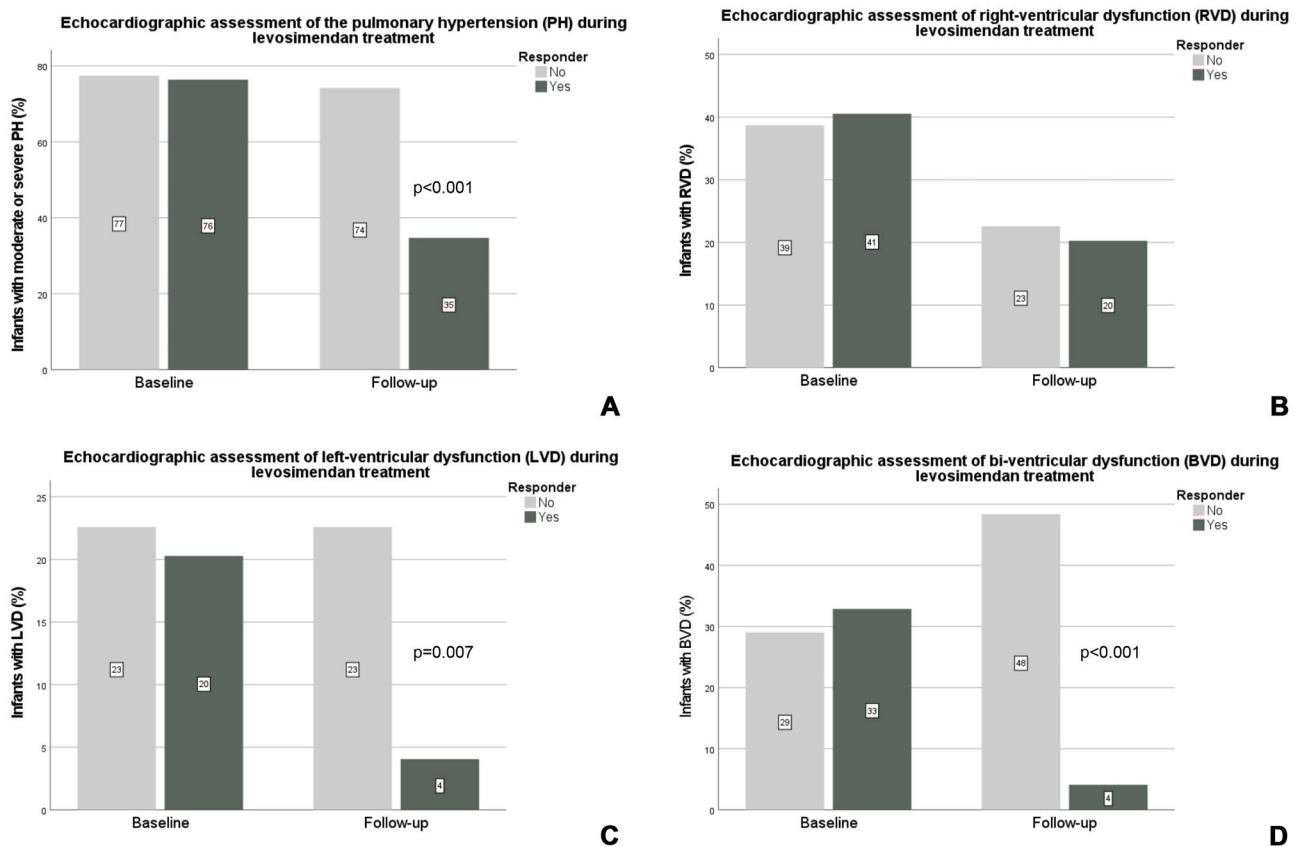 Echocardiographic assessment of the pulmonary hypertension (PH) during
levosimendan treatment
Responder
No
Yes
Infants with moderate or severe PH (%)
80
60
40
20
0
77
76
74
35
p<0.001
Baseline
Follow-up
A
Echocardiographic assessment of right-ventricular dysfunction (RVD) during
levosimendan treatment
Responder
No
Yes
Infants with RVD (%)
50
40
30
20
10
0
39
41
23
20
Baseline
Follow-up
B
Echocardiographic assessment of left-ventricular dysfunction (LVD) during
levosimendan treatment
Responder
No
Yes
Infants with LVD (%)
25
20
15
10
5
0
23
20
23
4
p=0.007
Baseline
Follow-up
C
Echocardiographic assessment of bi-ventricular dysfunction (BVD) during
levosimendan treatment
Responder
No
Yes
Infants with BVD (%)
50
40
30
20
10
0
29
33
48
4
p<0.001
Baseline
Follow-up
D